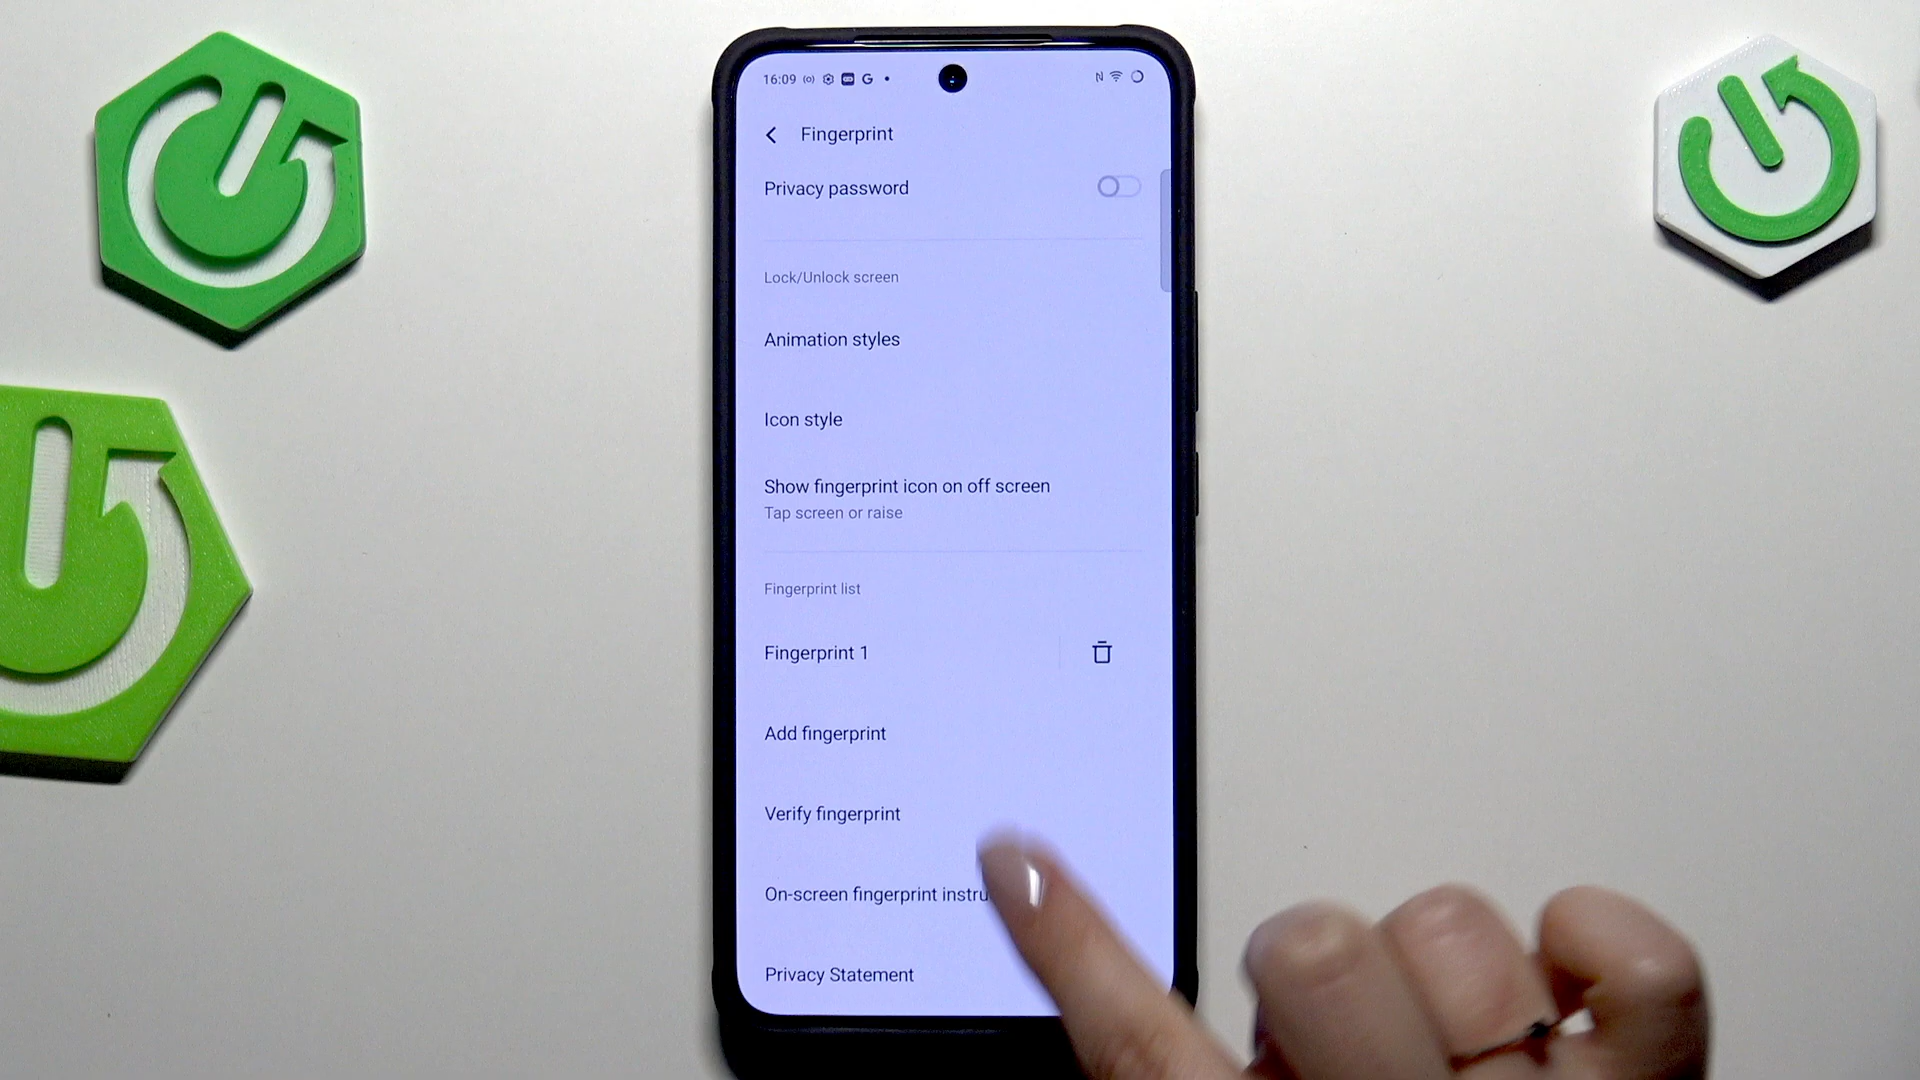 16:09
Fingerprint
Privacy password
Lock/Unlock screen
Animation styles
Icon style
Show fingerprint icon on off screen
Tap screen or raise
Fingerprint list
Fingerprint 1
Add fingerprint
Verify fingerprint
On-screen fingerprint instru
Privacy Statement